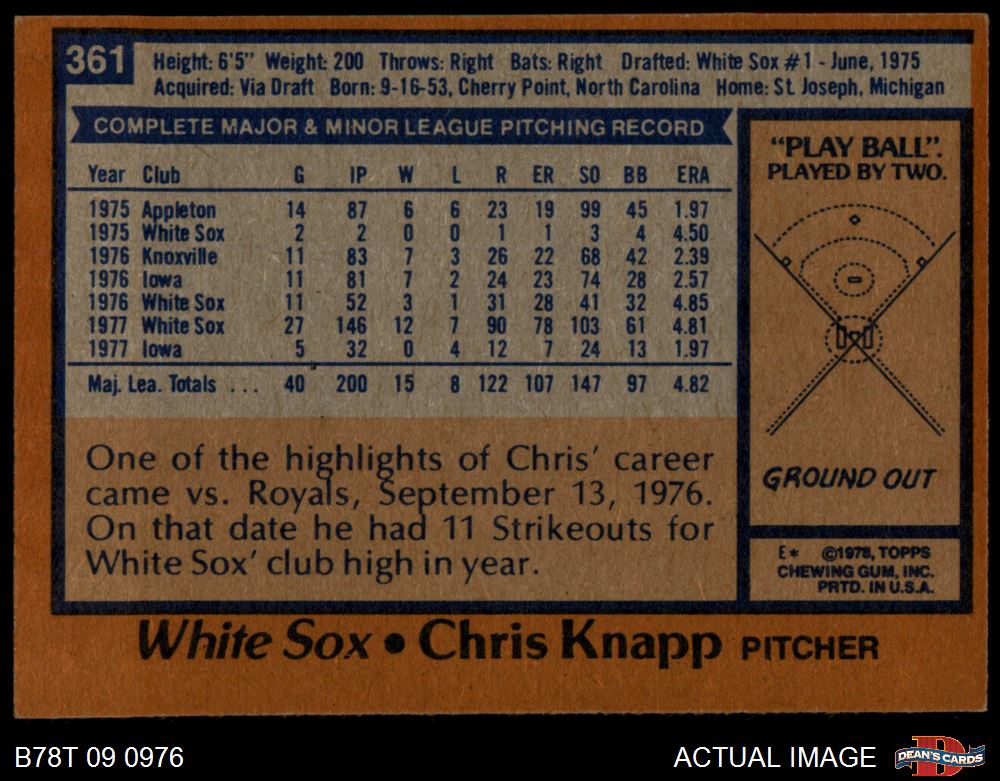 361
Height: 6'5" Weight: 200 Throws: Right Bats: Right Drafted: White Sox #1 - June, 1975
Acquired: Via Draft Born: 9-16-53, Cherry Point, North Carolina Home: St. Joseph, Michigan
COMPLETE MAJOR & MINOR LEAGUE PITCHING RECORD
Year Club G IP W L R ER SO BB ERA
1975 Appleton 14 87 6 6 23 19 99 45 1.97
1975 White Sox 2 2 0 0 1 1 3 4 4.50
1976 Knoxville 11 83 7 3 26 22 68 42 2.39
1976 Iowa 11 81 7 2 24 23 74 28 2.57
1976 White Sox 11 52 3 1 31 28 41 32 4.85
1977 White Sox 27 146 12 7 90 78 103 61 4.81
1977 Iowa 5 32 0 4 12 7 24 13 1.97
Maj. Lea. Totals . . . 40 200 15 8 122 107 147 97 4.82
One of the highlights of Chris' career
came vs. Royals, September 13, 1976.
On that date he had 11 Strikeouts for
White Sox' club high in year.
"PLAY BALL".
PLAYED BY TWO.
GROUND OUT
E* ©1978, TOPPS
CHEWING GUM, INC.
PRTD. IN U.S.A.
White Sox • Chris Knapp PITCHER
B78T 09 0976
ACTUAL IMAGE
D
DEAN'S CARDS